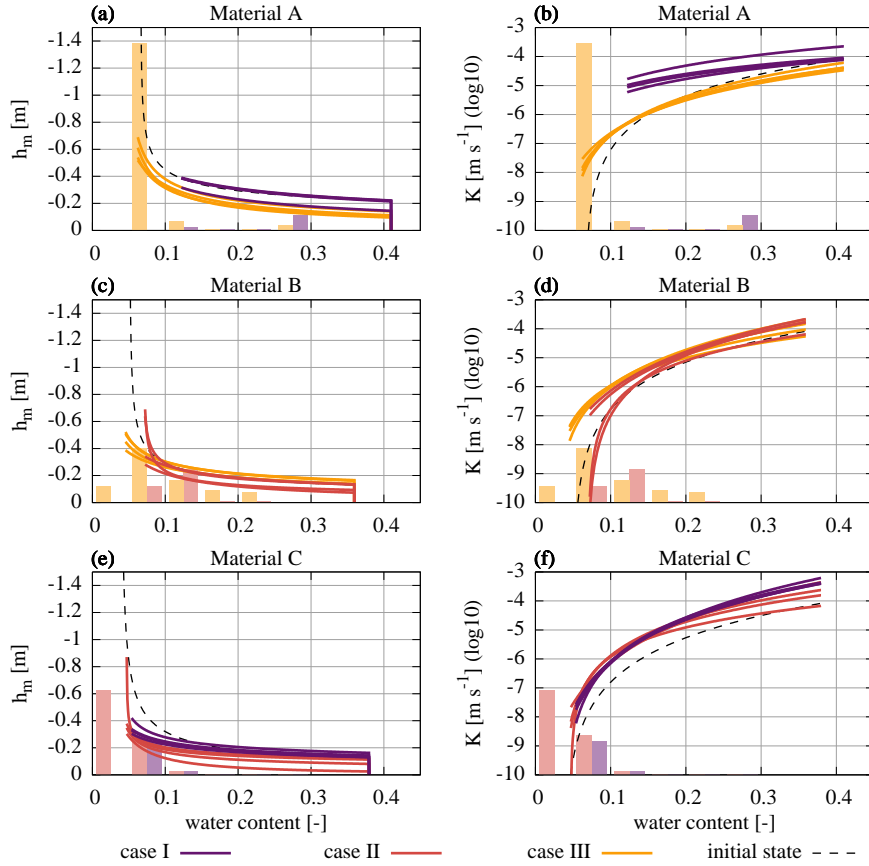 (a) Material A
-1.4
-1.2
-1
-0.8
-0.6
-0.4
-0.2
0
h_m [m]
0 0.1 0.2 0.3 0.4
(b) Material A
-3
-4
-5
-6
-7
-8
-9
-10
K [m s⁻¹] (log10)
0 0.1 0.2 0.3 0.4
(c) Material B
-1.4
-1.2
-1
-0.8
-0.6
-0.4
-0.2
0
h_m [m]
0 0.1 0.2 0.3 0.4
(d) Material B
-3
-4
-5
-6
-7
-8
-9
-10
K [m s⁻¹] (log10)
0 0.1 0.2 0.3 0.4
(e) Material C
-1.4
-1.2
-1
-0.8
-0.6
-0.4
-0.2
0
h_m [m]
0 0.1 0.2 0.3 0.4
water content [-]
(f) Material C
-3
-4
-5
-6
-7
-8
-9
-10
K [m s⁻¹] (log10)
0 0.1 0.2 0.3 0.4
water content [-]
case I case II case III initial state